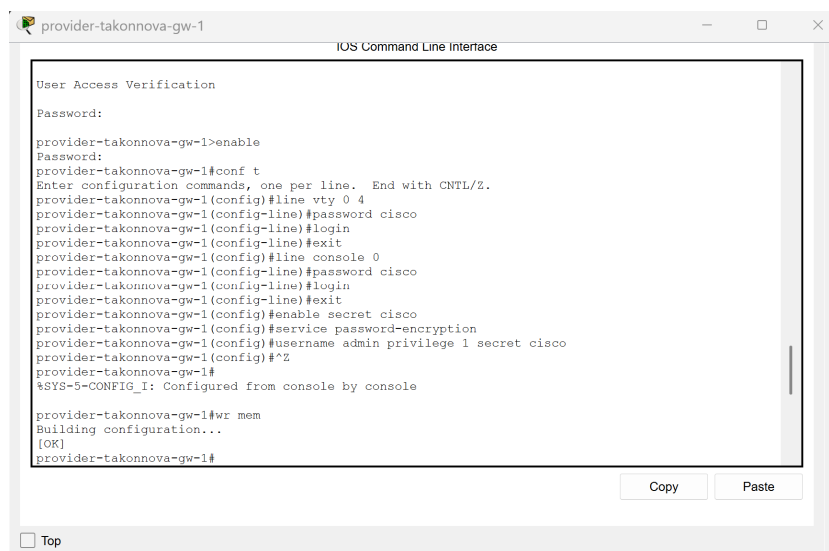 provider-takonnova-gw-1
IOS Command Line Interface
User Access Verification
Password:
provider-takonnova-gw-1>enable
Password:
provider-takonnova-gw-1#conf t
Enter configuration commands, one per line.  End with CNTL/Z.
provider-takonnova-gw-1(config)#line vty 0 4
provider-takonnova-gw-1(config-line)#password cisco
provider-takonnova-gw-1(config-line)#login
provider-takonnova-gw-1(config-line)#exit
provider-takonnova-gw-1(config)#line console 0
provider-takonnova-gw-1(config-line)#password cisco
provider-takonnova-gw-1(config-line)#login
provider-takonnova-gw-1(config-line)#exit
provider-takonnova-gw-1(config)#enable secret cisco
provider-takonnova-gw-1(config)#service password-encryption
provider-takonnova-gw-1(config)#username admin privilege 1 secret cisco
provider-takonnova-gw-1(config)#^Z
provider-takonnova-gw-1#
%SYS-5-CONFIG_I: Configured from console by console
provider-takonnova-gw-1#wr mem
Building configuration...
[OK]
provider-takonnova-gw-1#
Copy Paste
Top